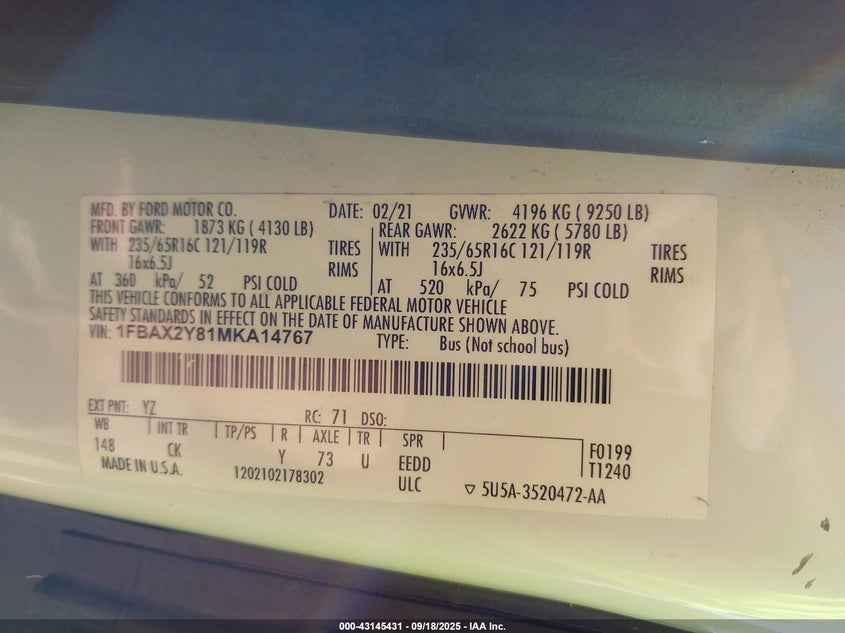 MFD. BY FORD MOTOR CO. DATE: 02/21 GVWR: 4196 KG ( 9250 LB)
FRONT GAWR: 1873 KG ( 4130 LB) REAR GAWR: 2622 KG ( 5780 LB)
WITH 235/65R16C 121/119R TIRES WITH 235/65R16C 121/119R TIRES
16x6.5J RIMS 16x6.5J RIMS
AT 360 kPa/ 52 PSI COLD AT 520 kPa/ 75 PSI COLD
THIS VEHICLE CONFORMS TO ALL APPLICABLE FEDERAL MOTOR VEHICLE
SAFETY STANDARDS IN EFFECT ON THE DATE OF MANUFACTURE SHOWN ABOVE.
VIN: 1FBAX2Y81MKA14767 TYPE: Bus (Not school bus)
EXT PNT: YZ RC: 71 DSO:
WB INT TR TP/PS R AXLE TR SPR F0199
148 CK Y 73 U EEDD T1240
MADE IN U.S.A. 1202102178302 ULC ▽ 5U5A-3520472-AA
000-43145431 - 09/18/2025 - IAA Inc.